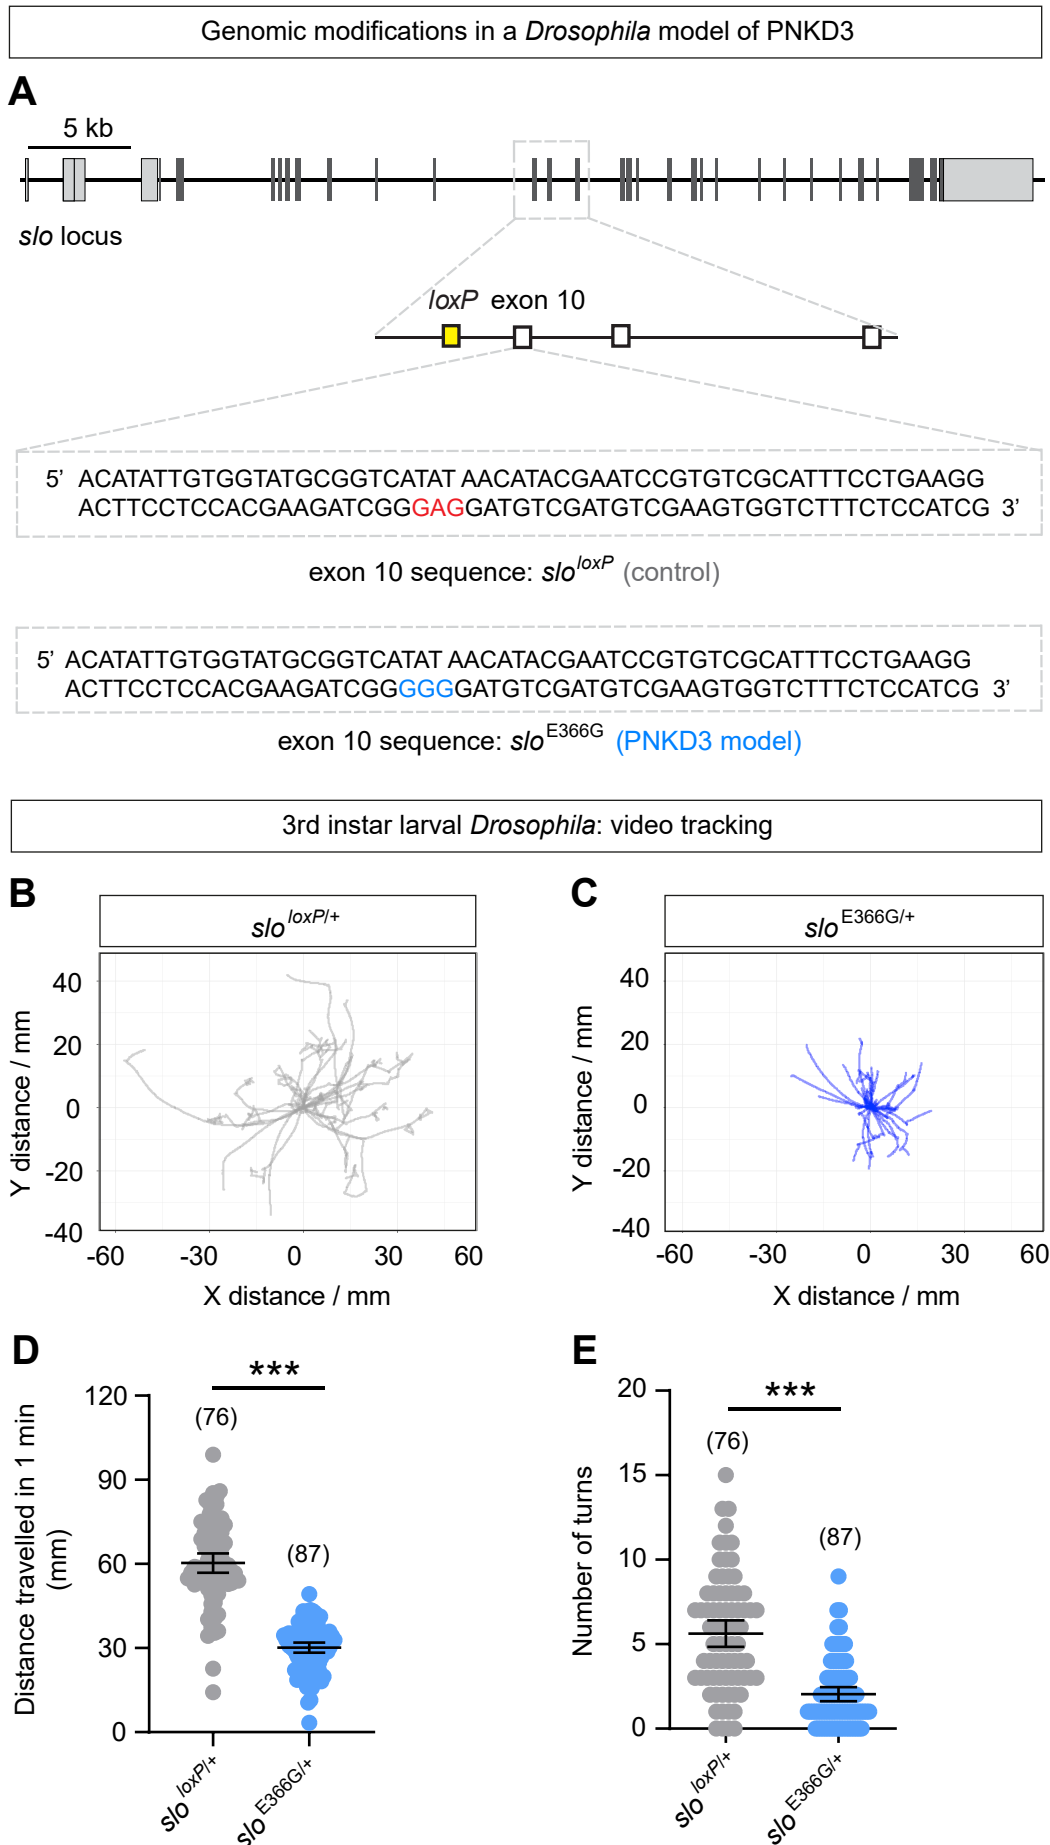 Genomic modifications in a Drosophila model of PNKD3
A
5 kb
slo locus
loxP exon 10
5’ ACATATTGTGGTATGCGGTCATAT AACATACGAATCCGTGTCGCATTTCCTGAAGG
ACTTCCTCCACGAAGATCGGGAGGATGTCGATGTCGAAGTGGTCTTTCTCCATCG 3’
exon 10 sequence: slo loxP (control)
5’ ACATATTGTGGTATGCGGTCATAT AACATACGAATCCGTGTCGCATTTCCTGAAGG
ACTTCCTCCACGAAGATCGGGGGGATGTCGATGTCGAAGTGGTCTTTCTCCATCG 3’
exon 10 sequence: slo E366G (PNKD3 model)
3rd instar larval Drosophila: video tracking
B
slo loxP/+
Y distance / mm
40
20
0
-20
-40
-60 -30 0 30 60
X distance / mm
C
slo E366G/+
Y distance / mm
40
20
0
-20
-40
-60 -30 0 30 60
X distance / mm
D
Distance travelled in 1 min
(mm)
120
90
60
30
0
***
(76)
(87)
slo loxP/+
slo E366G/+
E
Number of turns
20
15
10
5
0
***
(76)
(87)
slo loxP/+
slo E366G/+